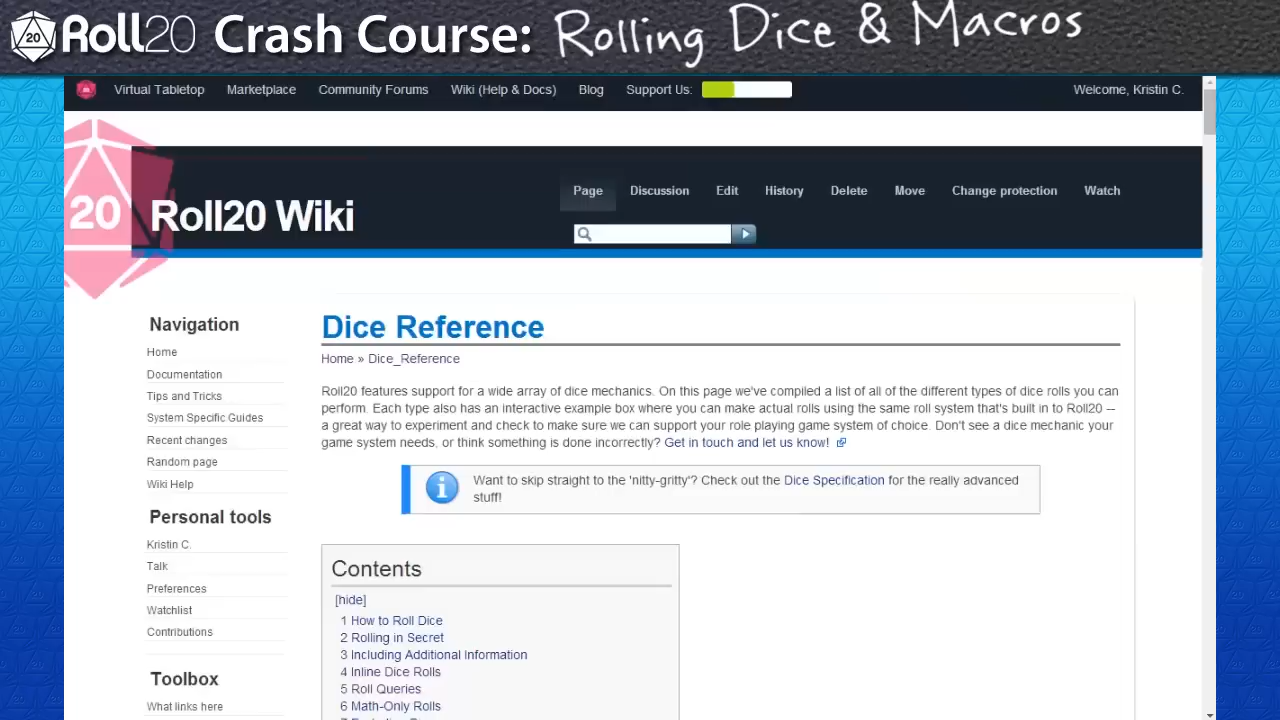 20 Roll20 Crash Course: Rolling Dice & Macros
Virtual Tabletop Marketplace Community Forums Wiki (Help & Docs) Blog Support Us: Welcome, Kristin C.
Page Discussion Edit History Delete Move Change protection Watch
20 Roll20 Wiki
Navigation
Home
Documentation
Tips and Tricks
System Specific Guides
Recent changes
Random page
Wiki Help
Personal tools
Kristin C.
Talk
Preferences
Watchlist
Contributions
Toolbox
What links here
Dice Reference
Home » Dice_Reference
Roll20 features support for a wide array of dice mechanics. On this page we've compiled a list of all of the different types of dice rolls you can
perform. Each type also has an interactive example box where you can make actual rolls using the same roll system that's built in to Roll20 --
a great way to experiment and check to make sure we can support your role playing game system of choice. Don't see a dice mechanic your
game system needs, or think something is done incorrectly? Get in touch and let us know!
Want to skip straight to the 'nitty-gritty'? Check out the Dice Specification for the really advanced
stuff!
Contents
[hide]
1 How to Roll Dice
2 Rolling in Secret
3 Including Additional Information
4 Inline Dice Rolls
5 Roll Queries
6 Math-Only Rolls